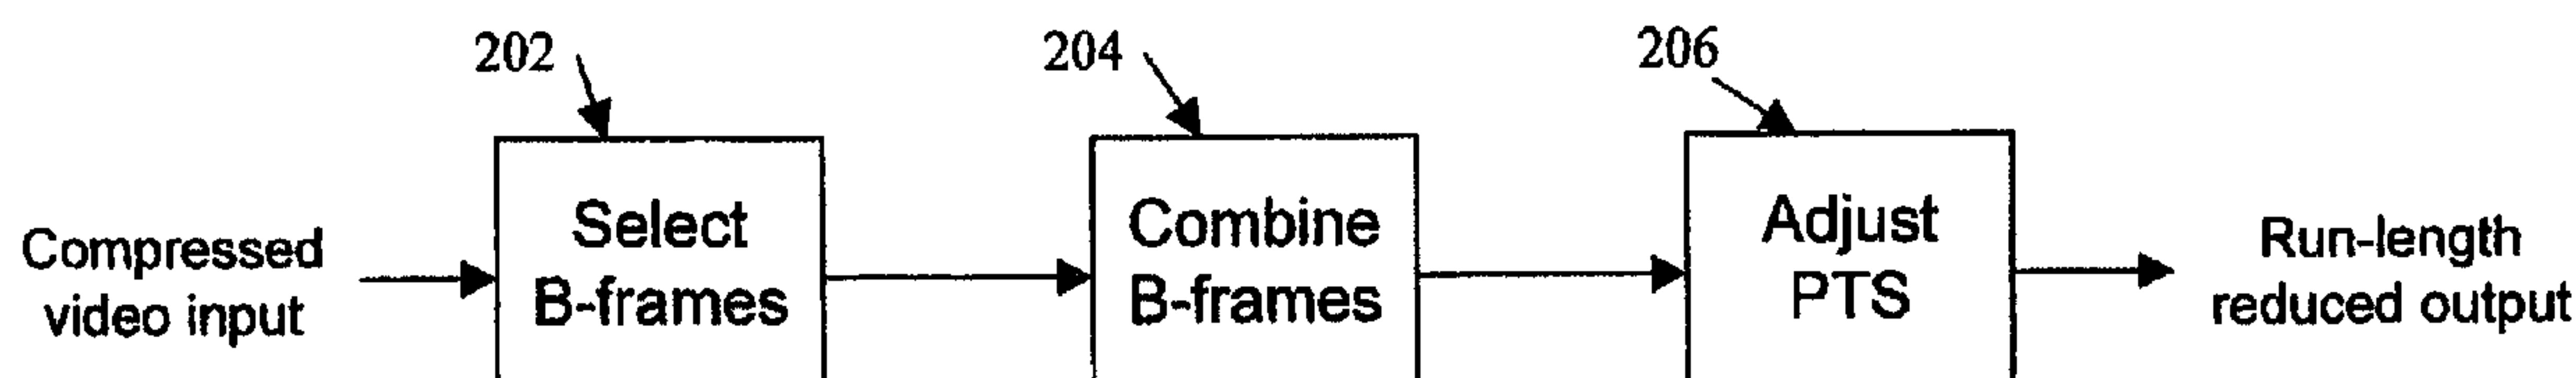 202
204
206
Compressed
video input
Select
B-frames
Combine
B-frames
Adjust
PTS
Run-length
reduced output